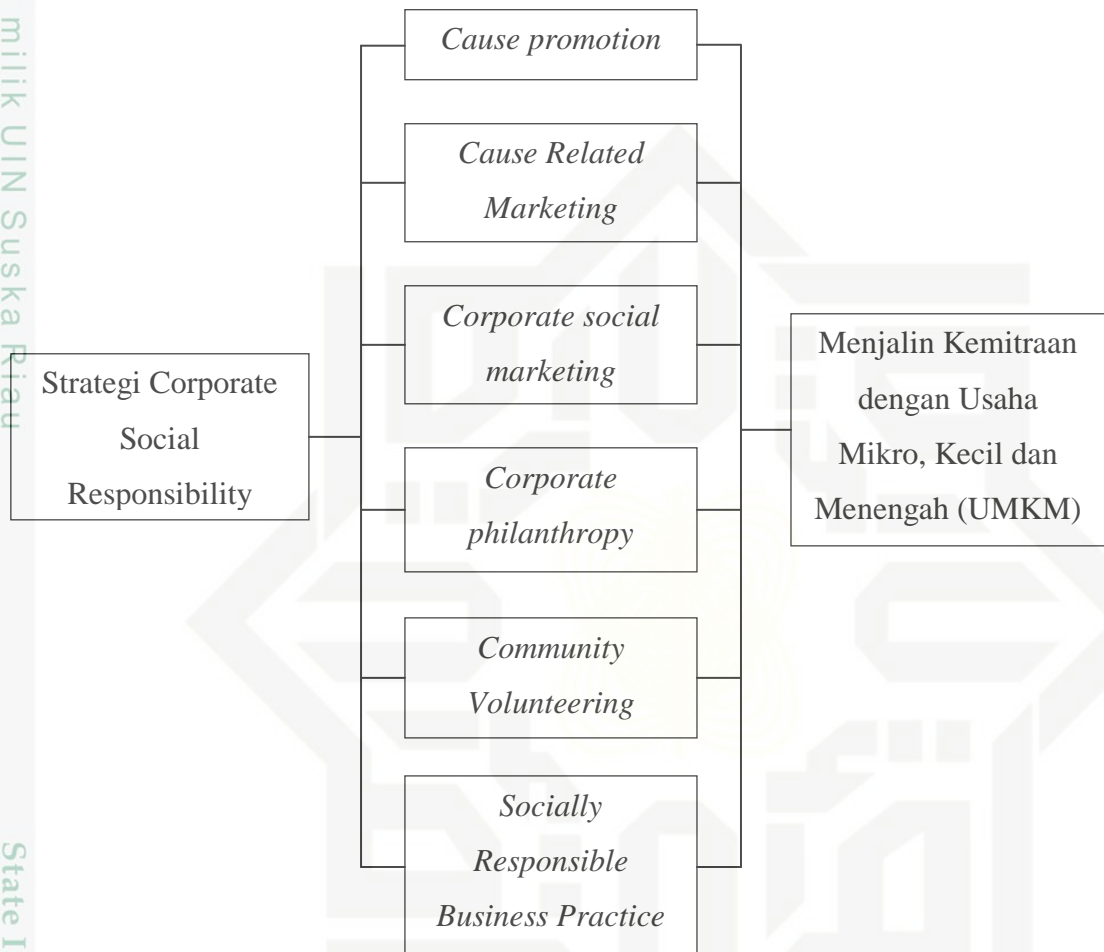 milik UIN Suska Riau
State I
Strategi Corporate
Social
Responsibility
Cause promotion
Cause Related
Marketing
Corporate social
marketing
Corporate
philanthropy
Community
Volunteering
Socially
Responsible
Business Practice
Menjalin Kemitraan
dengan Usaha
Mikro, Kecil dan
Menengah (UMKM)